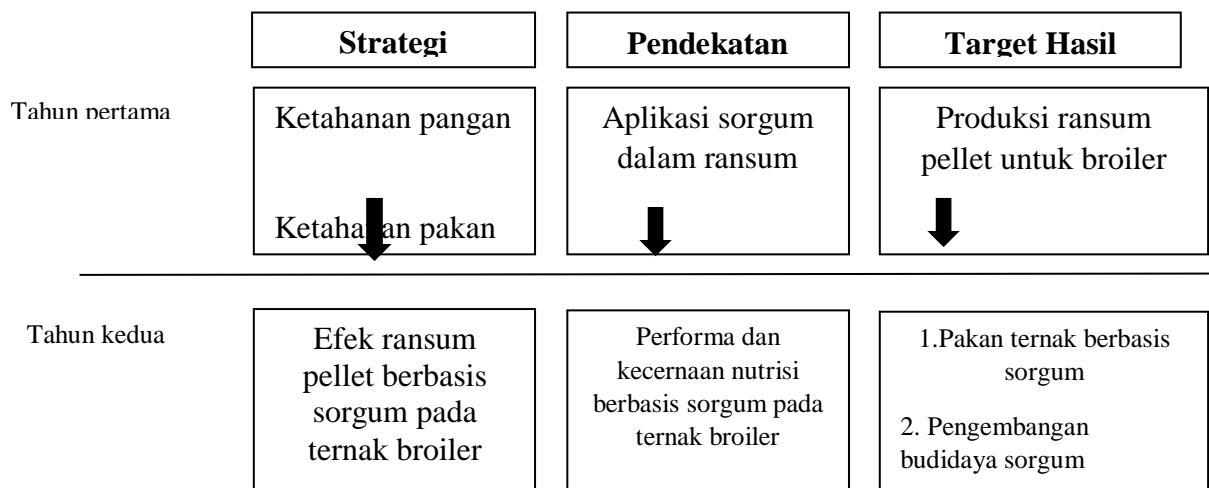 Strategi
Pendekatan
Target Hasil
Tahun pertama
Ketahanan pangan
Ketahanan pakan
Aplikasi sorgum
dalam ransum
Produksi ransum
pellet untuk broiler
Tahun kedua
Efek ransum
pellet berbasis
sorgum pada
ternak broiler
Performa dan
kecernaan nutrisi
berbasis sorgum pada
ternak broiler
1.Pakan ternak berbasis
sorgum
2. Pengembangan
budidaya sorgum